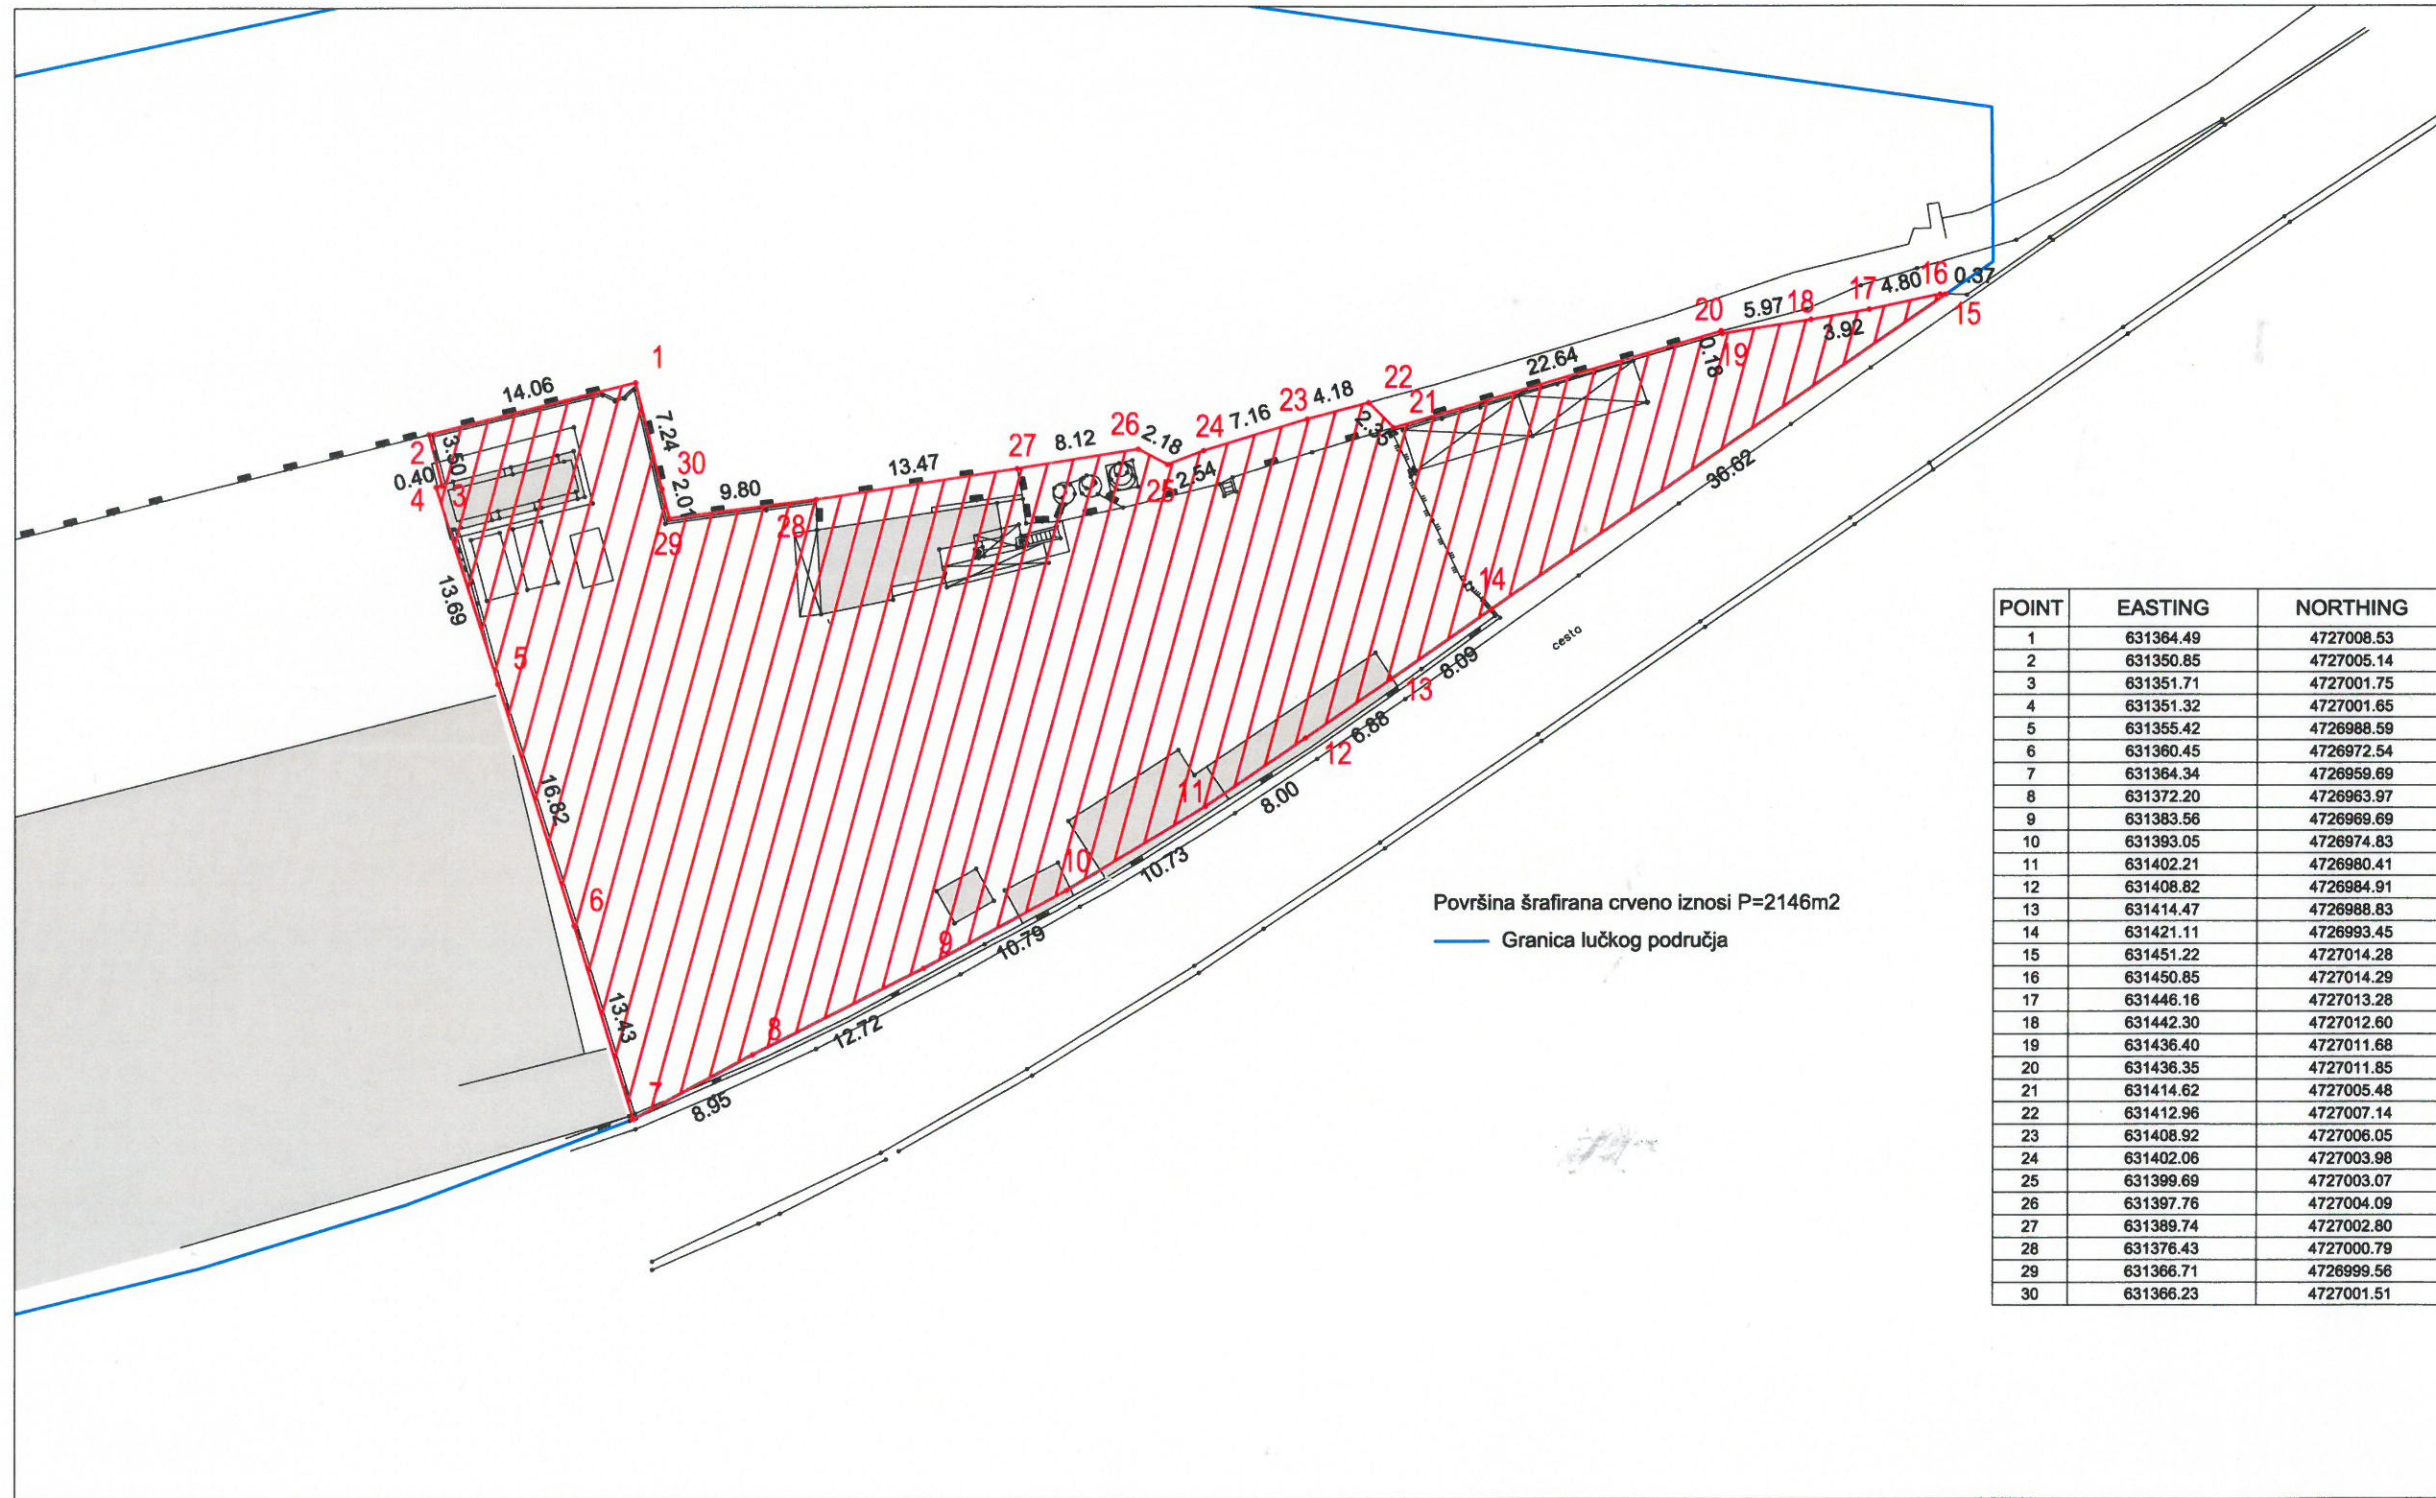 1
14.06
2
3.50
0.40
4
3
7.24
30
2.01
29
9.80
28
13.47
27
8.12
26
2.18
25
2.54
24
7.16
23
4.18
22
2.35
21
22.64
20
0.18
19
5.97
18
3.92
17
4.80
16
0.37
15
36.62
14
cesta
8.09
13
6.88
12
8.00
11
10.73
10
10.79
9
12.72
8
8.95
7
13.43
6
16.82
5
13.69
Površina šrafirana crveno iznosi P=2146m2
Granica lučkog područja
POINT EASTING NORTHING
1 631364.49 4727008.53
2 631350.85 4727005.14
3 631351.71 4727001.75
4 631351.32 4727001.65
5 631355.42 4726988.59
6 631360.45 4726972.54
7 631364.34 4726959.69
8 631372.20 4726963.97
9 631383.56 4726969.69
10 631393.05 4726974.83
11 631402.21 4726980.41
12 631408.82 4726984.91
13 631414.47 4726988.83
14 631421.11 4726993.45
15 631451.22 4727014.28
16 631450.85 4727014.29
17 631446.16 4727013.28
18 631442.30 4727012.60
19 631436.40 4727011.68
20 631436.35 4727011.85
21 631414.62 4727005.48
22 631412.96 4727007.14
23 631408.92 4727006.05
24 631402.06 4727003.98
25 631399.69 4727003.07
26 631397.76 4727004.09
27 631389.74 4727002.80
28 631376.43 4727000.79
29 631366.71 4726999.56
30 631366.23 4727001.51